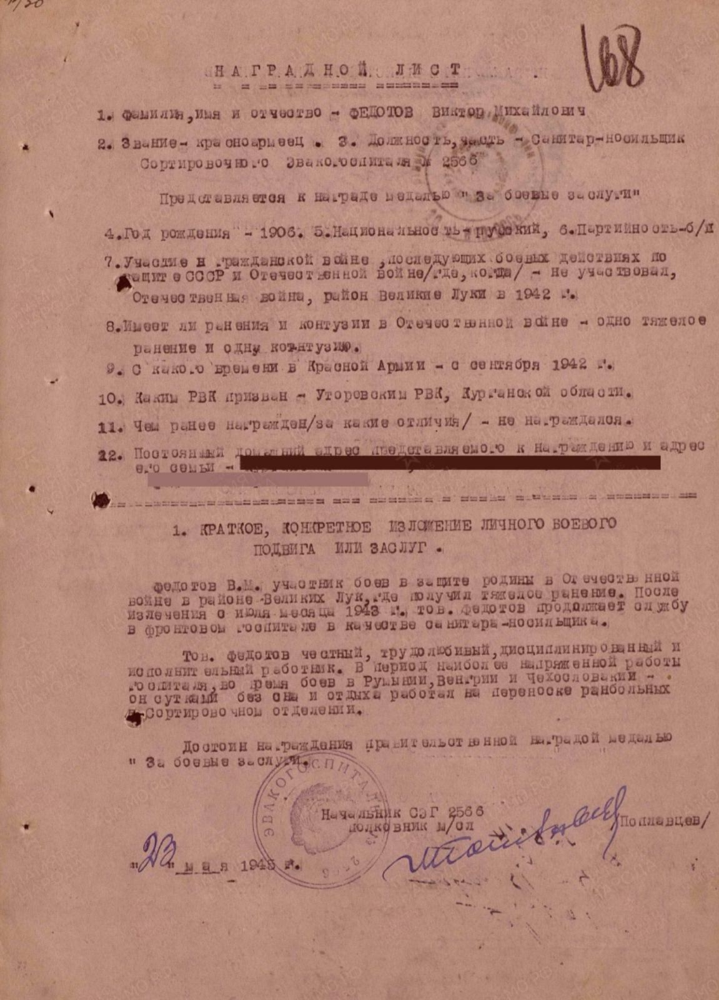 168
НАГРАДНОЙ ЛИСТ
1. Фамилия,имя и отчество - ФЕДОТОВ Виктор Михайлович
2. Звание- красноармеец . 3. Должность,часть - Санитар-носильщик
Сортировочного Эвакогоспиталя № 2566
Представляется к награде медалью " За боевые заслуги"
4.Год рождения - 1906. 5.Национальность-русский, 6.Партийность-б/п
7.Участие в гражданской войне ,последующих боевых действиях по
защите СССР и Отечественной войне/где,когда/ - не участвовал,
Отечественная война, район Великие Луки в 1942 г.
8.Имеет ли ранения и контузии в Отечественной войне - одно тяжелое
ранение и одну контузию.
9. С какого времени в Красной Армии - с сентября 1942 г.
10. Каким РВК призван - Уторовским РВК, Курганской области.
11. Чем ранее награжден/за какие отличия/ - не награждался.
12. Постоянный домашний адрес представляемого к награждению и адрес
его семьи -
1. КРАТКОЕ, КОНКРЕТНОЕ ИЗЛОЖЕНИЕ ЛИЧНОГО БОЕВОГО
ПОДВИГА ИЛИ ЗАСЛУГ .
Федотов В.М. участник боев в защите родины в Отечественной
войне в районе Великих Лук,где получил тяжелое ранение. После
излечения с июля месяца 1943 г. тов. Федотов продолжает службу
в фронтовом госпитале в качестве санитара-носильщика.
Тов. Федотов честный, трудолюбивый,дисциплинированный и
исполнительный работник. В период наиболее напряженной работы
госпиталя,во время боев в Румынии,Венгрии и Чехословакии -
он сутками без сна и отдыха работал на переноске ранбольных
в Сортировочном отделении.
Достоин награждения правительственной наградой медалью
" За боевые заслуги.
ЭВАКОГОСПИТАЛЬ
2566
Начальник СЭГ 2566
полковник м/сл /Поплавцев/
"23" мая 1945 г.